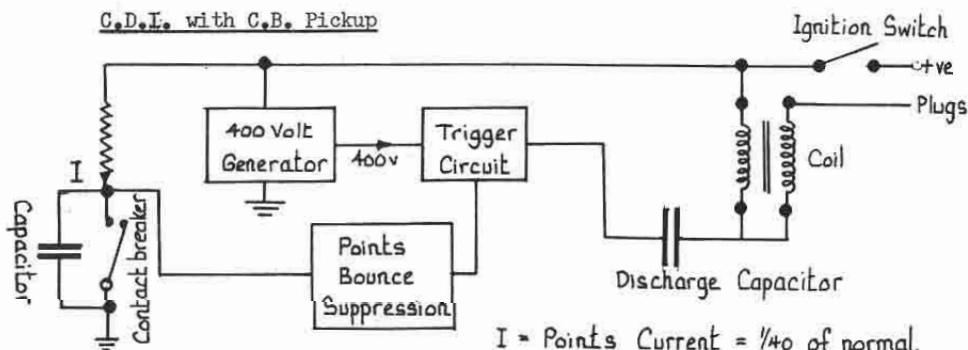 C.D.I. with C.B. Pickup
Ignition Switch
+ve
Plugs
400 Volt
Generator
400v
Trigger
Circuit
Coil
I
Capacitor
Contact breaker
Points
Bounce
Suppression
Discharge Capacitor
I = Points Current = 1/40 of normal.